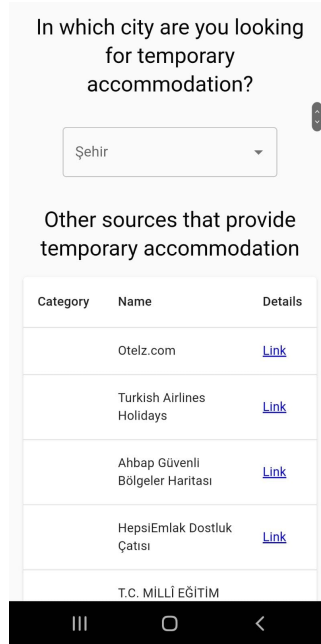 In which city are you looking
for temporary
accommodation?
Şehir
Other sources that provide
temporary accommodation
Category Name Details
Otelz.com Link
Turkish Airlines
Holidays Link
Ahbap Güvenli
Bölgeler Haritası Link
HepsiEmlak Dostluk
Çatısı Link
T.C. MİLLÎ EĞİTİM